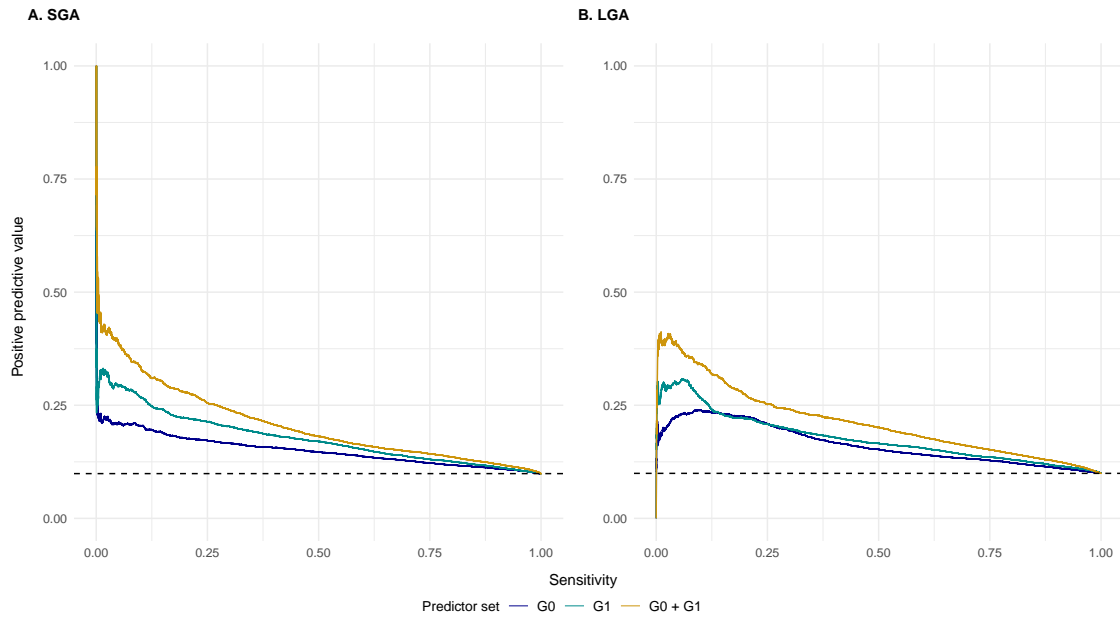 A. SGA
B. LGA
Positive predictive value
1.00
0.75
0.50
0.25
0.00
0.00 0.25 0.50 0.75 1.00
1.00
0.75
0.50
0.25
0.00
0.00 0.25 0.50 0.75 1.00
Sensitivity
Predictor set G0 G1 G0 + G1